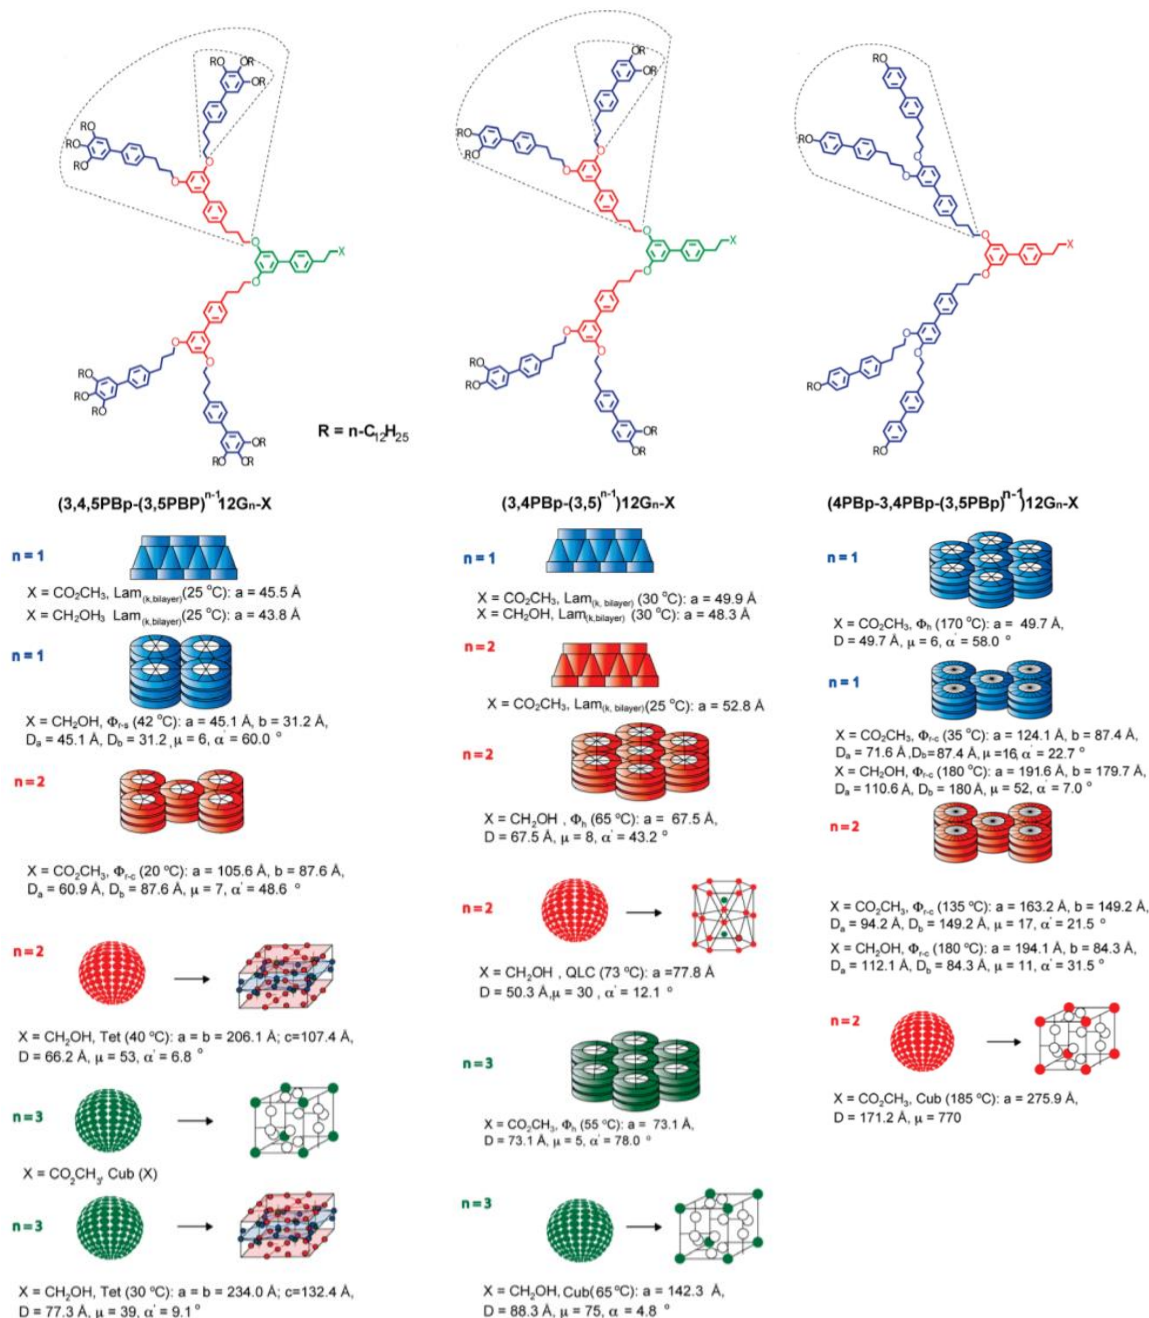 RO
OR
OR
RO
RO
RO
O
O
O
O
X
RO
RO
RO
O
O
OR
OR
RO
OR
OR
RO
RO
O
O
O
O
X
RO
RO
O
O
OR
OR
RO
RO
O
O
O
O
X
RO
O
O
RO
R = n-C12H25
(3,4,5PBp-(3,5PBP)n-112Gn-X
n = 1
X = CO2CH3, Lam(k,bilayer)(25 °C): a = 45.5 Å
X = CH2OH, Lam(k,bilayer)(25 °C): a = 43.8 Å
n = 1
X = CH2OH, Φr-s (42 °C): a = 45.1 Å, b = 31.2 Å,
Da = 45.1 Å, Db = 31.2 , μ = 6, α' = 60.0 °
n = 2
X = CO2CH3, Φr-c (20 °C): a = 105.6 Å, b = 87.6 Å,
Da = 60.9 Å, Db = 87.6 Å, μ = 7, α' = 48.6 °
n = 2
X = CH2OH, Tet (40 °C): a = b = 206.1 Å; c=107.4 Å,
D = 66.2 Å, μ = 53, α' = 6.8 °
n = 3
X = CO2CH3, Cub (X)
n = 3
X = CH2OH, Tet (30 °C): a = b = 234.0 Å; c=132.4 Å,
D = 77.3 Å, μ = 39, α' = 9.1 °
(3,4PBp-(3,5)n-1)12Gn-X
n = 1
X = CO2CH3, Lam(k, bilayer) (30 °C): a = 49.9 Å
X = CH2OH, Lam(k, bilayer) (30 °C): a = 48.3 Å
n = 2
X = CO2CH3, Lam(k, bilayer)(25 °C): a = 52.8 Å
n = 2
X = CH2OH , Φh (65 °C): a = 67.5 Å,
D = 67.5 Å, μ = 8, α' = 43.2 °
n = 2
X = CH2OH , QLC (73 °C): a =77.8 Å
D = 50.3 Å,μ = 30 , α' = 12.1 °
n = 3
X = CO2CH3, Φh (55 °C): a = 73.1 Å,
D = 73.1 Å, μ = 5, α' = 78.0 °
n = 3
X = CH2OH, Cub(65 °C): a = 142.3 Å,
D = 88.3 Å, μ = 75, α = 4.8 °
(4PBp-3,4PBp-(3,5PBp)n-1)12Gn-X
n = 1
X = CO2CH3, Φh (170 °C): a = 49.7 Å,
D = 49.7 Å, μ = 6, α' = 58.0 °
n = 1
X = CO2CH3, Φr-c (35 °C): a = 124.1 Å, b = 87.4 Å,
Da = 71.6 Å, Db= 87.4 Å, μ =16, α' = 22.7 °
X = CH2OH, Φr-c (180 °C): a = 191.6 Å, b = 179.7 Å,
Da = 110.6 Å, Db = 180 Å, μ = 52, α' = 7.0 °
n = 2
X = CO2CH3, Φr-c (135 °C): a = 163.2 Å, b = 149.2 Å,
Da = 94.2 Å, Db = 149.2 Å, μ = 17, α' = 21.5 °
X = CH2OH, Φr-c (180 °C): a = 194.1 Å, b = 84.3 Å,
Da = 112.1 Å, Db = 84.3 Å, μ = 11, α' = 31.5 °
n = 2
X = CO2CH3, Cub (185 °C): a = 275.9 Å,
D = 171.2 Å, μ = 770